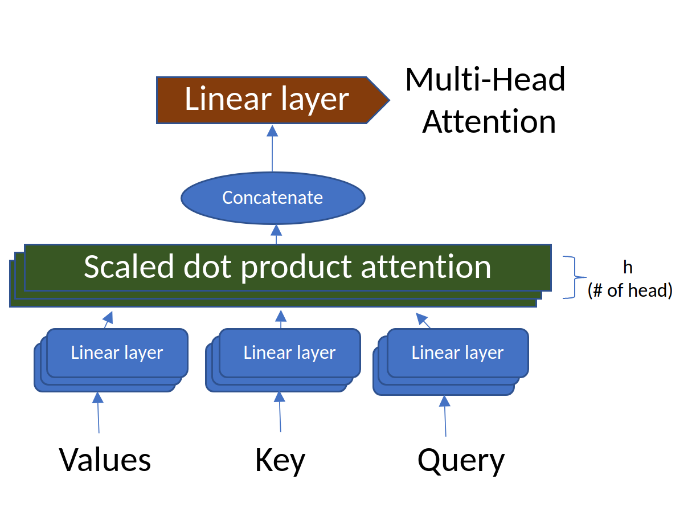 Linear layer
Multi-Head
Attention
Concatenate
Scaled dot product attention
h
(# of head)
Linear layer
Linear layer
Linear layer
Values
Key
Query